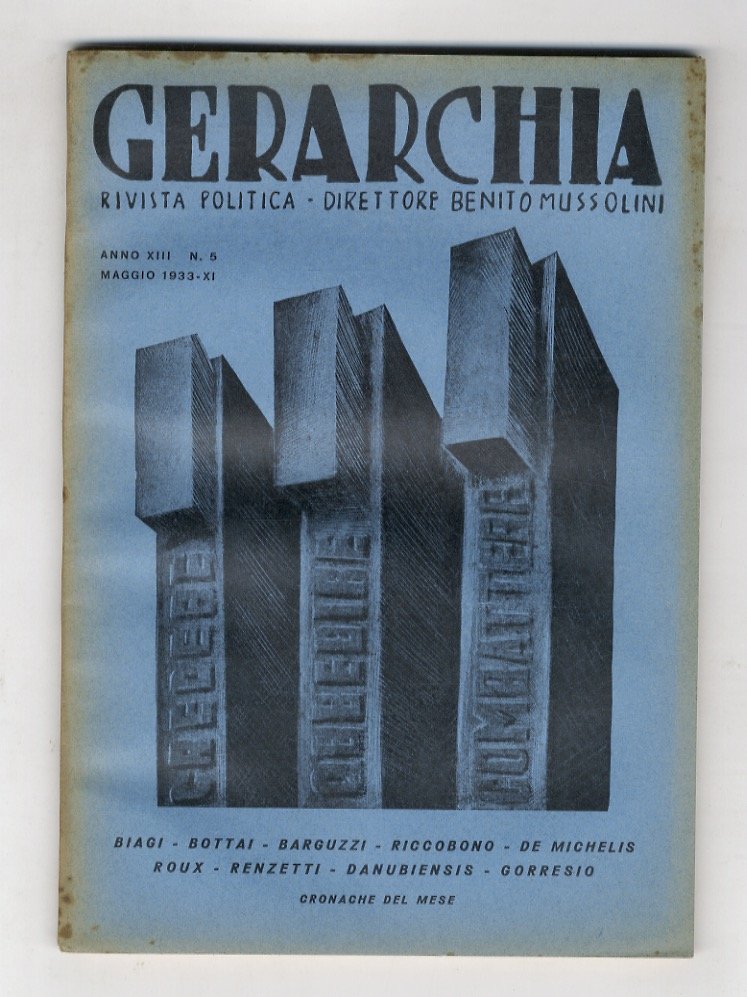 GERARCHIA
RIVISTA POLITICA - DIRETTORE BENITO MUSSOLINI
ANNO XIII N. 5
MAGGIO 1933-XI
CREDERE
OBBEDIRE
COMBATTERE
BIAGI - BOTTAI - BARGUZZI - RICCOBONO - DE MICHELIS
ROUX - RENZETTI - DANUBIENSIS - GORRESIO
CRONACHE DEL MESE